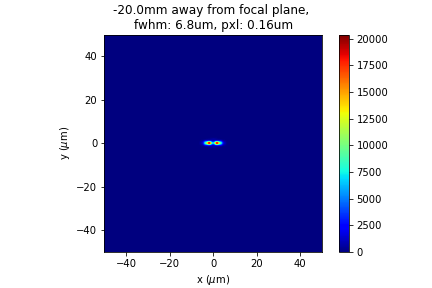 -20.0mm away from focal plane,
fwhm: 6.8um, pxl: 0.16um
40
20
0
−20
−40
y (μm)
−40 −20 0 20 40
x (μm)
20000
17500
15000
12500
10000
7500
5000
2500
0